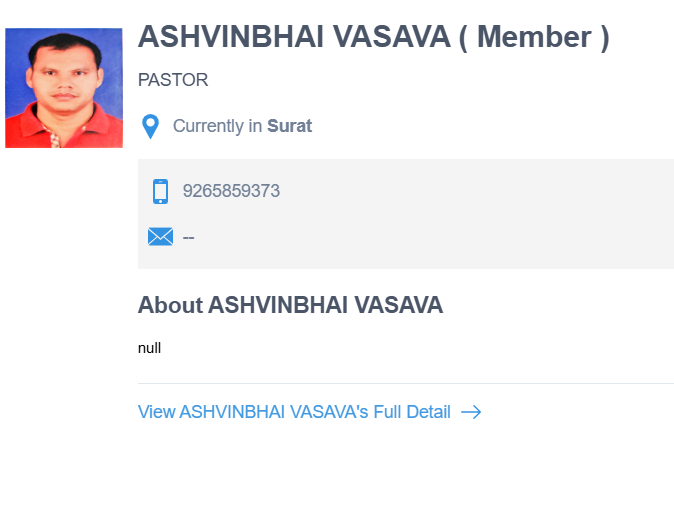 ASHVINBHAI VASAVA ( Member )
PASTOR
Currently in Surat
9265859373
--
About ASHVINBHAI VASAVA
null
View ASHVINBHAI VASAVA's Full Detail